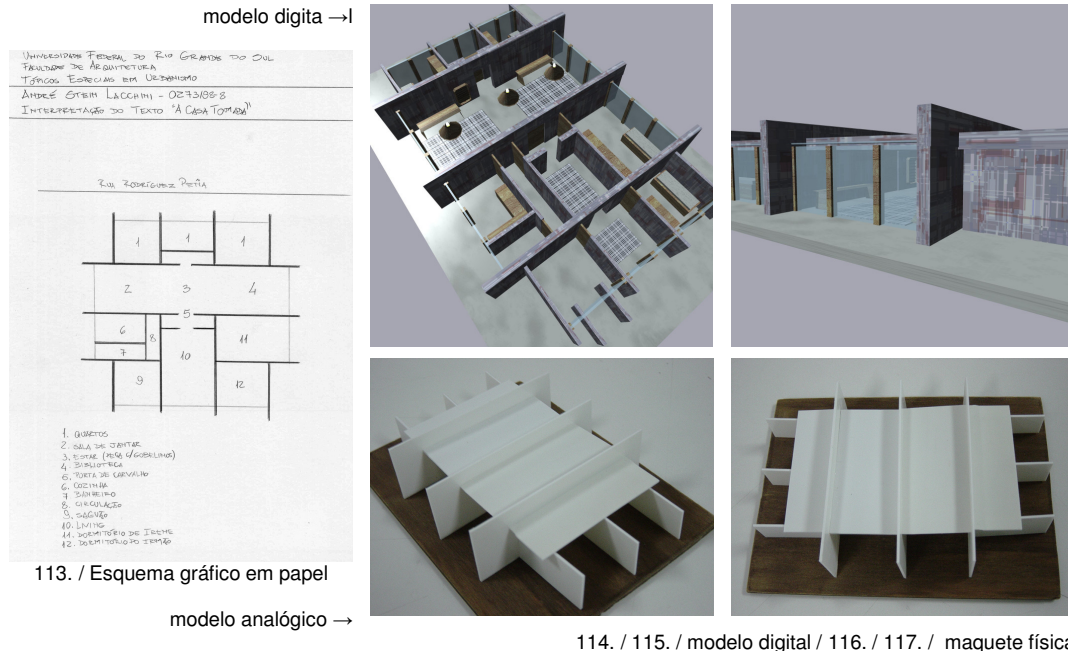 modelo digita →l
UNIVERSIDADE FEDERAL DO RIO GRANDE DO SUL
FACULDADE DE ARQUITETURA
TÓPICOS ESPECIAIS EM URBANISMO
ANDRÉ STEIN LACCHINI - 0273/88-8
INTERPRETAÇÃO DO TEXTO "A CASA TOMADA"
RUA RODRIGUEZ PEÑA
1 1 1
2 3 4
5
6 8 11
7 10
9 12
1. QUARTOS
2. SALA DE JANTAR
3. ESTAR (PEÇA C/GOBELINOS)
4. BIBLIOTECA
5. PORTA DE CARVALHO
6. COZINHA
7 BANHEIRO
8. CIRCULAÇÃO
9. SAGUÃO
10. LIVING
11. DORMITÓRIO DE IRENE
12. DORMITÓRIO DO IRMÃO
113. / Esquema gráfico em papel
modelo analógico →
114. / 115. / modelo digital / 116. / 117. / maquete física